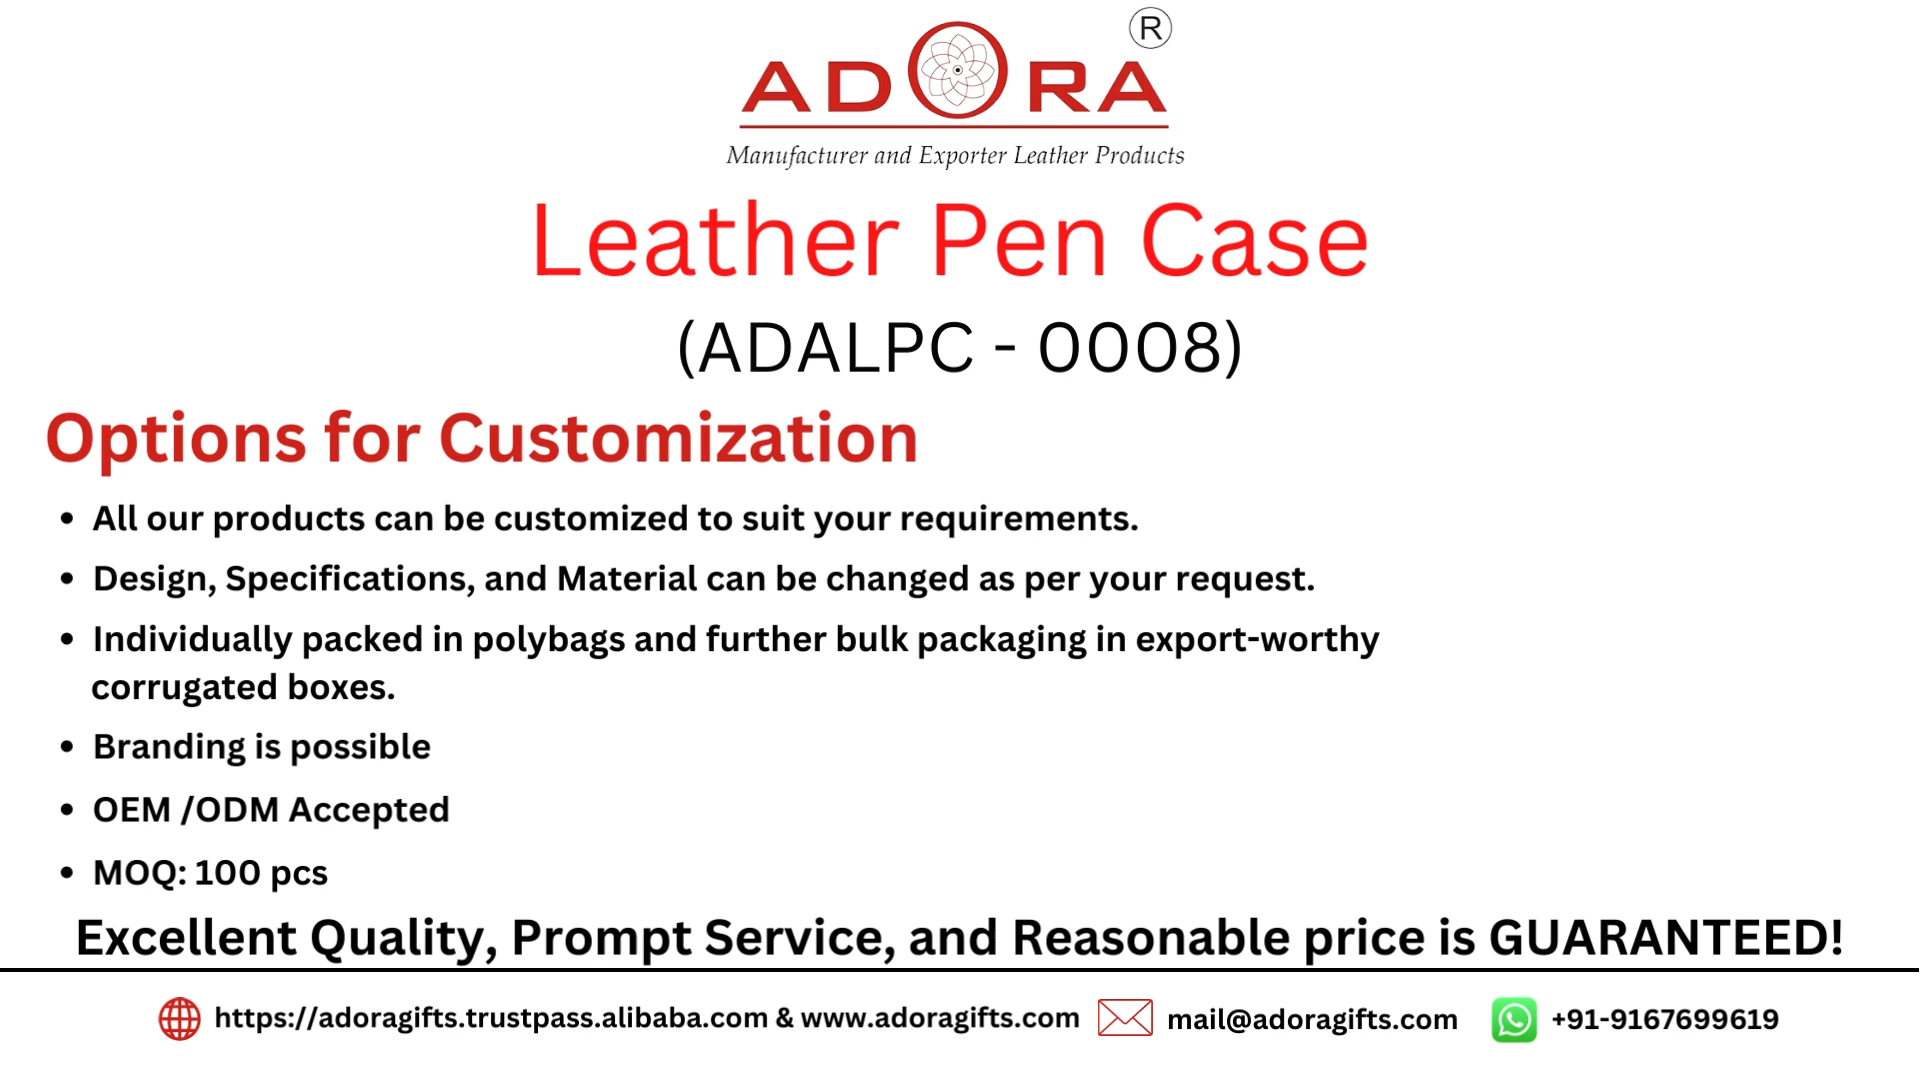 ADORA ®
Manufacturer and Exporter Leather Products
Leather Pen Case
(ADALPC - 0008)
Options for Customization
• All our products can be customized to suit your requirements.
• Design, Specifications, and Material can be changed as per your request.
• Individually packed in polybags and further bulk packaging in export-worthy
corrugated boxes.
• Branding is possible
• OEM /ODM Accepted
• MOQ: 100 pcs
Excellent Quality, Prompt Service, and Reasonable price is GUARANTEED!
https://adoragifts.trustpass.alibaba.com & www.adoragifts.com mail@adoragifts.com +91-9167699619